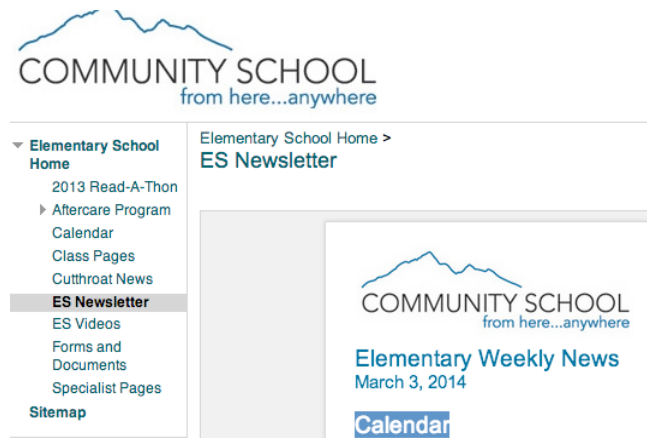 COMMUNITY SCHOOL
from here...anywhere
Elementary School
Home
2013 Read-A-Thon
Aftercare Program
Calendar
Class Pages
Cutthroat News
ES Newsletter
ES Videos
Forms and
Documents
Specialist Pages
Sitemap
Elementary School Home >
ES Newsletter
COMMUNITY SCHOOL
from here...anywhere
Elementary Weekly News
March 3, 2014
Calendar